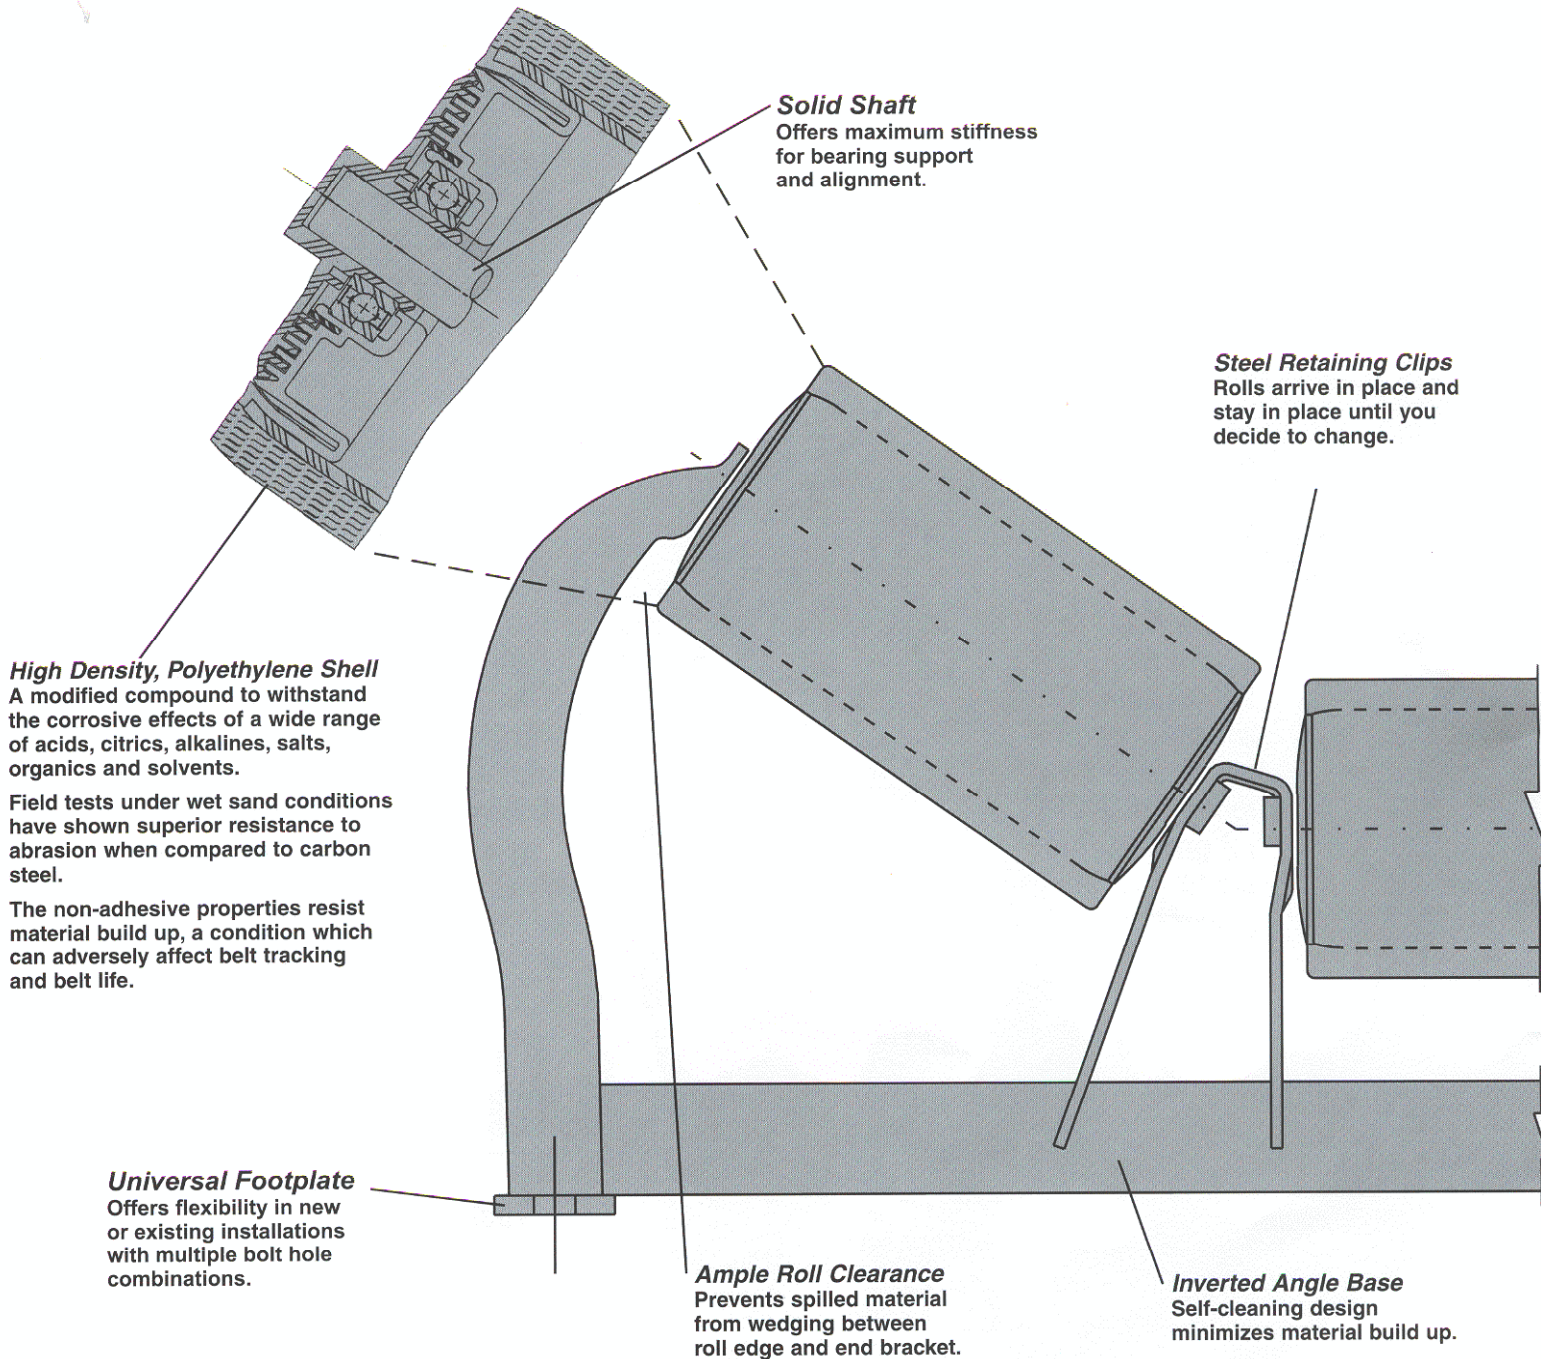 Solid Shaft
Offers maximum stiffness
for bearing support
and alignment.
Steel Retaining Clips
Rolls arrive in place and
stay in place until you
decide to change.
High Density, Polyethylene Shell
A modified compound to withstand
the corrosive effects of a wide range
of acids, citrics, alkalines, salts,
organics and solvents.
Field tests under wet sand conditions
have shown superior resistance to
abrasion when compared to carbon
steel.
The non-adhesive properties resist
material build up, a condition which
can adversely affect belt tracking
and belt life.
Universal Footplate
Offers flexibility in new
or existing installations
with multiple bolt hole
combinations.
Ample Roll Clearance
Prevents spilled material
from wedging between
roll edge and end bracket.
Inverted Angle Base
Self-cleaning design
minimizes material build up.